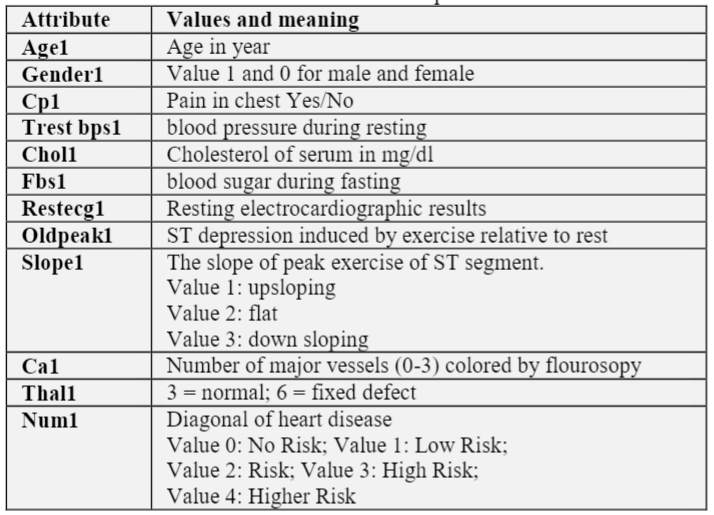 Attribute Values and meaning
Age1 Age in year
Gender1 Value 1 and 0 for male and female
Cp1 Pain in chest Yes/No
Trest bps1 blood pressure during resting
Chol1 Cholesterol of serum in mg/dl
Fbs1 blood sugar during fasting
Restecg1 Resting electrocardiographic results
Oldpeak1 ST depression induced by exercise relative to rest
Slope1 The slope of peak exercise of ST segment.
Value 1: upsloping
Value 2: flat
Value 3: down sloping
Ca1 Number of major vessels (0-3) colored by flourosopy
Thal1 3 = normal; 6 = fixed defect
Num1 Diagonal of heart disease
Value 0: No Risk; Value 1: Low Risk;
Value 2: Risk; Value 3: High Risk;
Value 4: Higher Risk